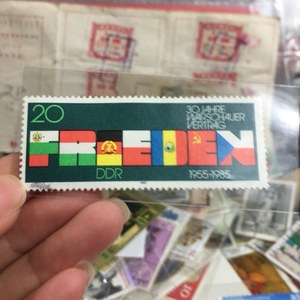 20
30 JAHRE
WARSCHAUER
VERTRAG
FRIEDEN
DDR
1955-1985